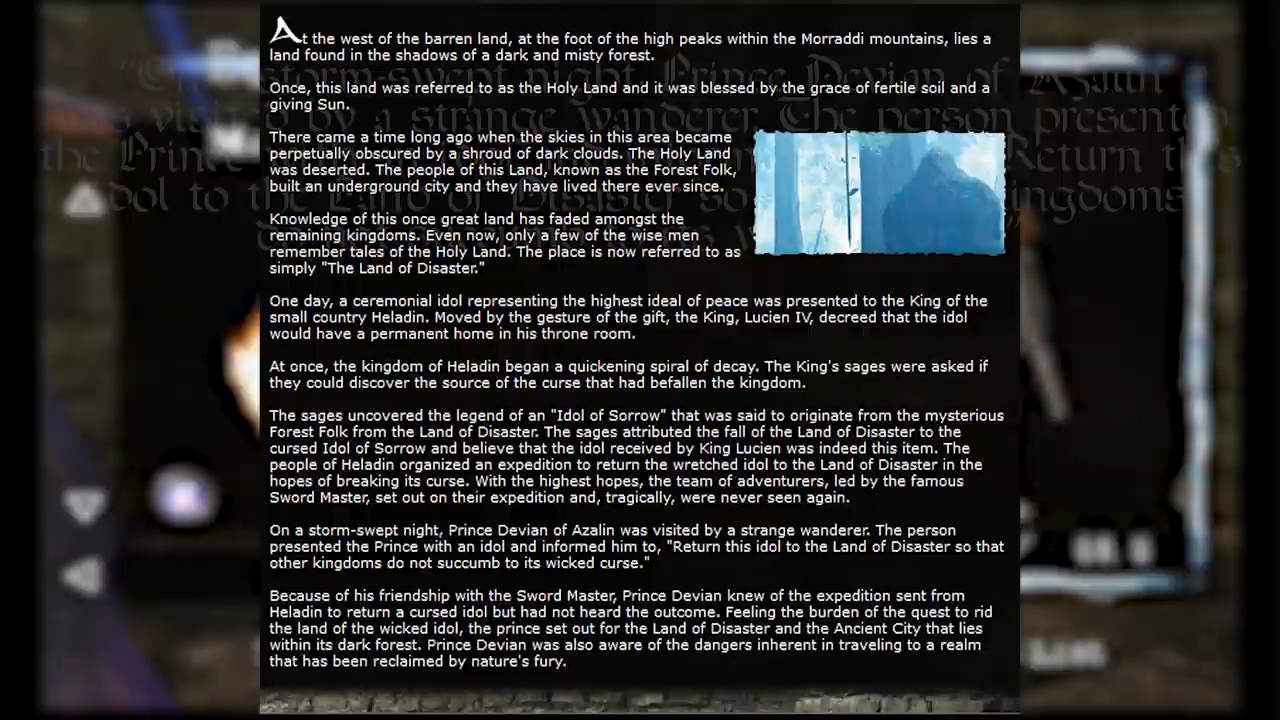 At the west of the barren land, at the foot of the high peaks within the Morraddi mountains, lies a
land found in the shadows of a dark and misty forest.
Once, this land was referred to as the Holy Land and it was blessed by the grace of fertile soil and a
giving Sun.
There came a time long ago when the skies in this area became
perpetually obscured by a shroud of dark clouds. The Holy Land
was deserted. The people of this Land, known as the Forest Folk,
built an underground city and they have lived there ever since.
Knowledge of this once great land has faded amongst the
remaining kingdoms. Even now, only a few of the wise men
remember tales of the Holy Land. The place is now referred to as
simply "The Land of Disaster."
One day, a ceremonial idol representing the highest ideal of peace was presented to the King of the
small country Heladin. Moved by the gesture of the gift, the King, Lucien IV, decreed that the idol
would have a permanent home in his throne room.
At once, the kingdom of Heladin began a quickening spiral of decay. The King's sages were asked if
they could discover the source of the curse that had befallen the kingdom.
The sages uncovered the legend of an "Idol of Sorrow" that was said to originate from the mysterious
Forest Folk from the Land of Disaster. The sages attributed the fall of the Land of Disaster to the
cursed Idol of Sorrow and believe that the idol received by King Lucien was indeed this item. The
people of Heladin organized an expedition to return the wretched idol to the Land of Disaster in the
hopes of breaking its curse. With the highest hopes, the team of adventurers, led by the famous
Sword Master, set out on their expedition and, tragically, were never seen again.
On a storm-swept night, Prince Devian of Azalin was visited by a strange wanderer. The person
presented the Prince with an idol and informed him to, "Return this idol to the Land of Disaster so that
other kingdoms do not succumb to its wicked curse."
Because of his friendship with the Sword Master, Prince Devian knew of the expedition sent from
Heladin to return a cursed idol but had not heard the outcome. Feeling the burden of the quest to rid
the land of the wicked idol, the prince set out for the Land of Disaster and the Ancient City that lies
within its dark forest. Prince Devian was also aware of the dangers inherent in traveling to a realm
that has been reclaimed by nature's fury.